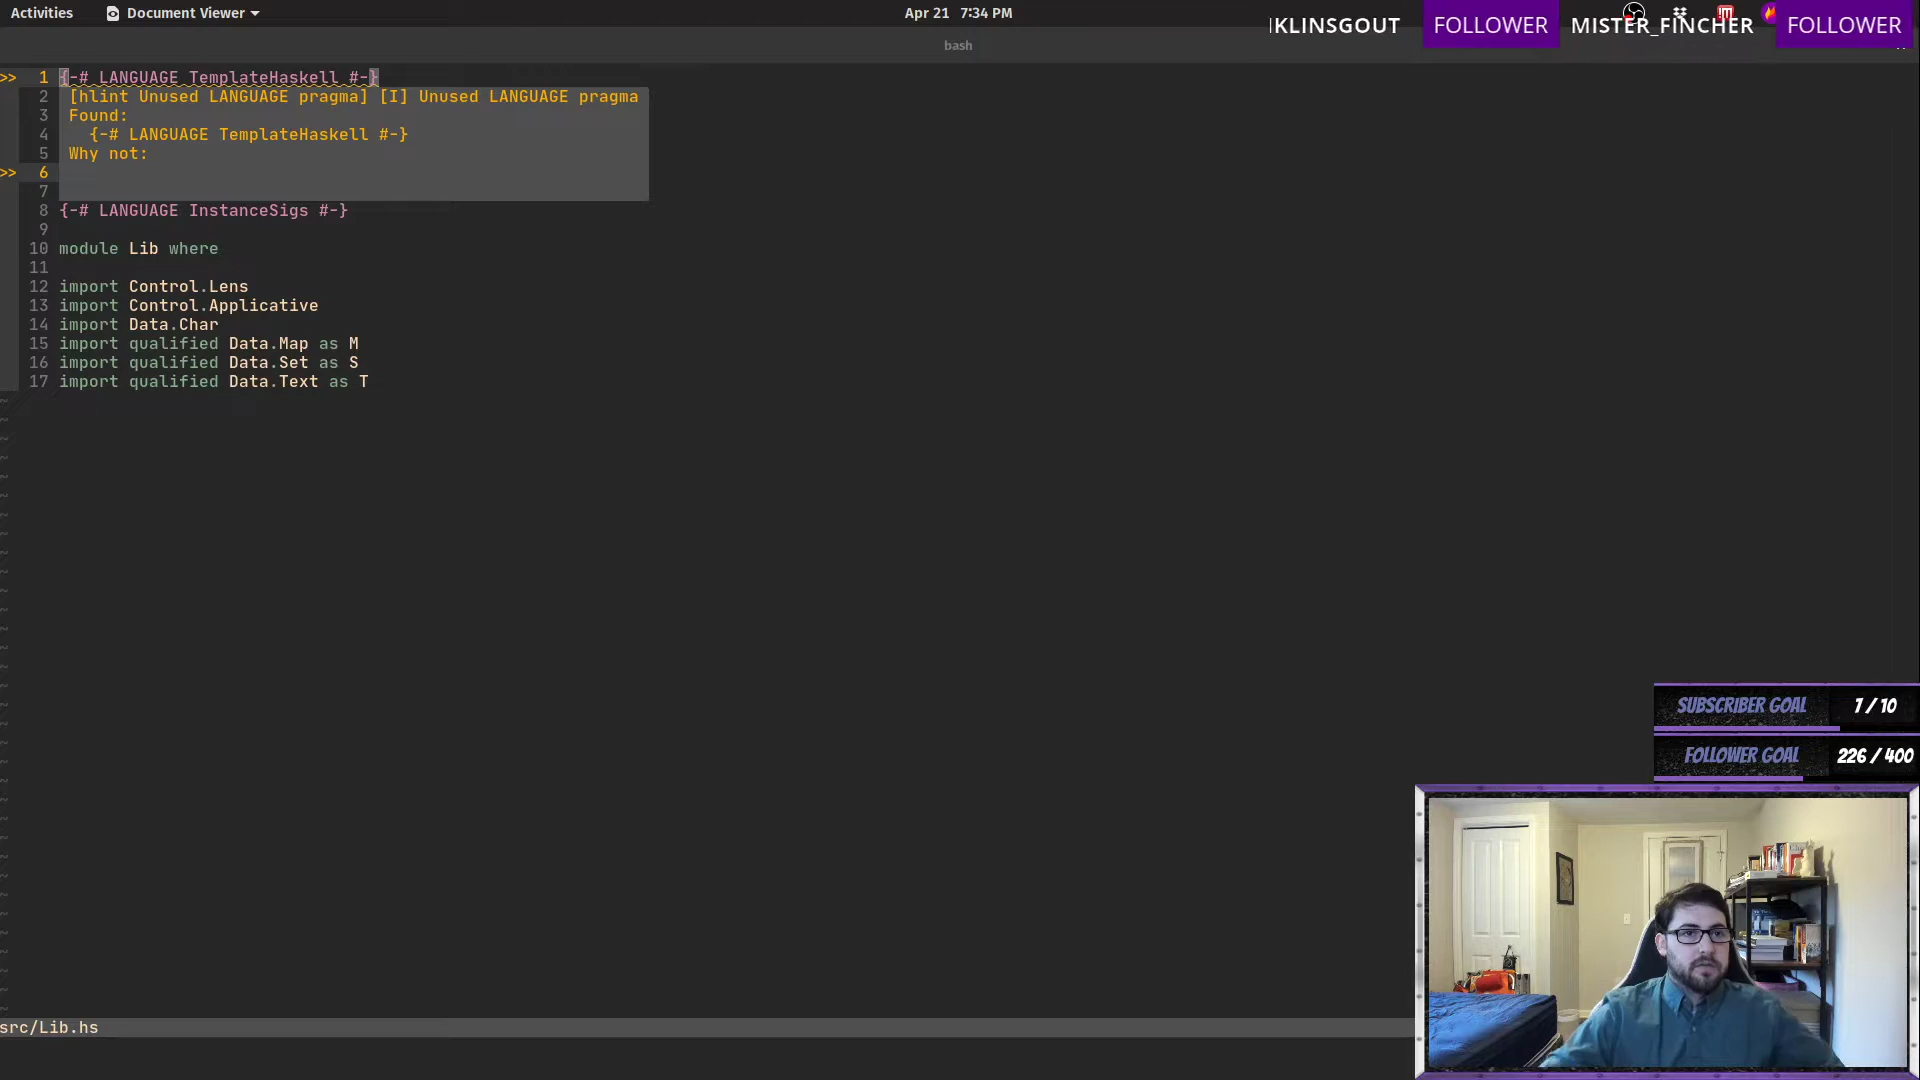 Activities Document Viewer Apr 21 7:34 PM
KLINSGOUT FOLLOWER MISTER_FINCHER FOLLOWER
bash
>> 1 {-# LANGUAGE TemplateHaskell #-}
2 [hlint Unused LANGUAGE pragma] [I] Unused LANGUAGE pragma
3 Found:
4 {-# LANGUAGE TemplateHaskell #-}
5 Why not:
>> 6
7
8 {-# LANGUAGE InstanceSigs #-}
9
10 module Lib where
11
12 import Control.Lens
13 import Control.Applicative
14 import Data.Char
15 import qualified Data.Map as M
16 import qualified Data.Set as S
17 import qualified Data.Text as T
SUBSCRIBER GOAL 7 / 10
FOLLOWER GOAL 226 / 400
src/Lib.hs